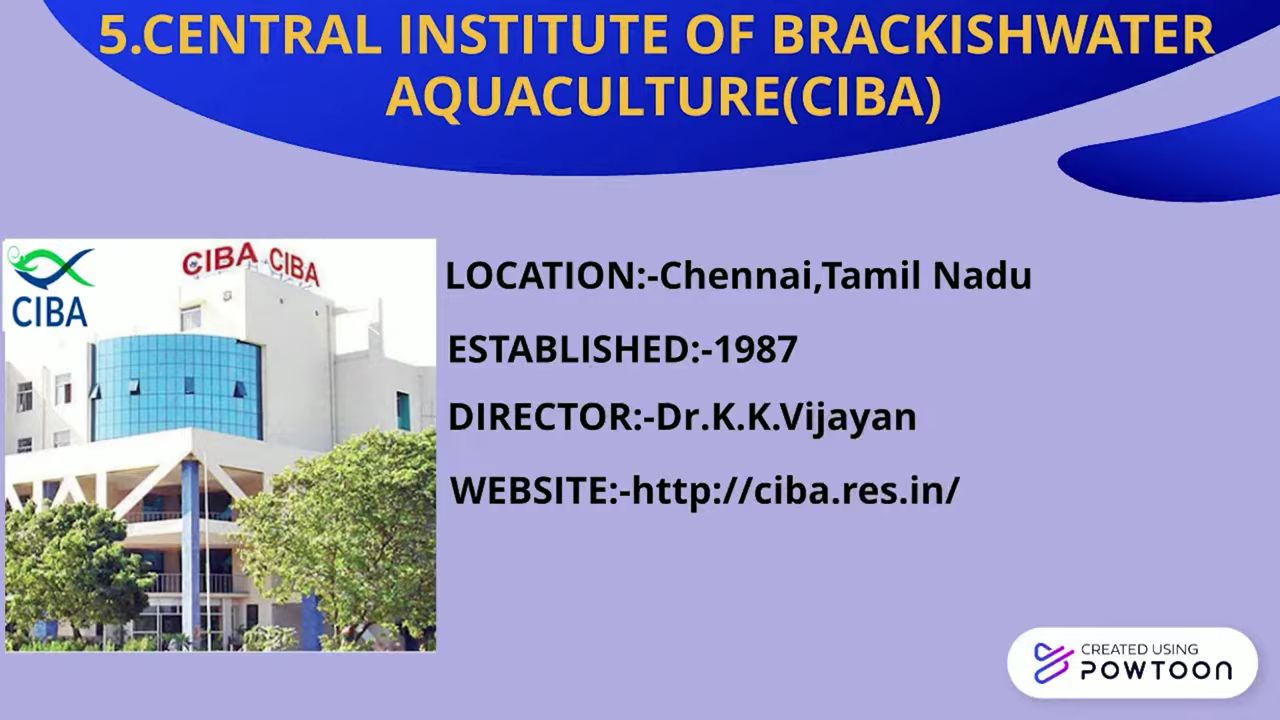 5.CENTRAL INSTITUTE OF BRACKISHWATER
AQUACULTURE(CIBA)
CIBA
CIBA CIBA
LOCATION:-Chennai,Tamil Nadu
ESTABLISHED:-1987
DIRECTOR:-Dr.K.K.Vijayan
WEBSITE:-http://ciba.res.in/
CREATED USING
POWTOON